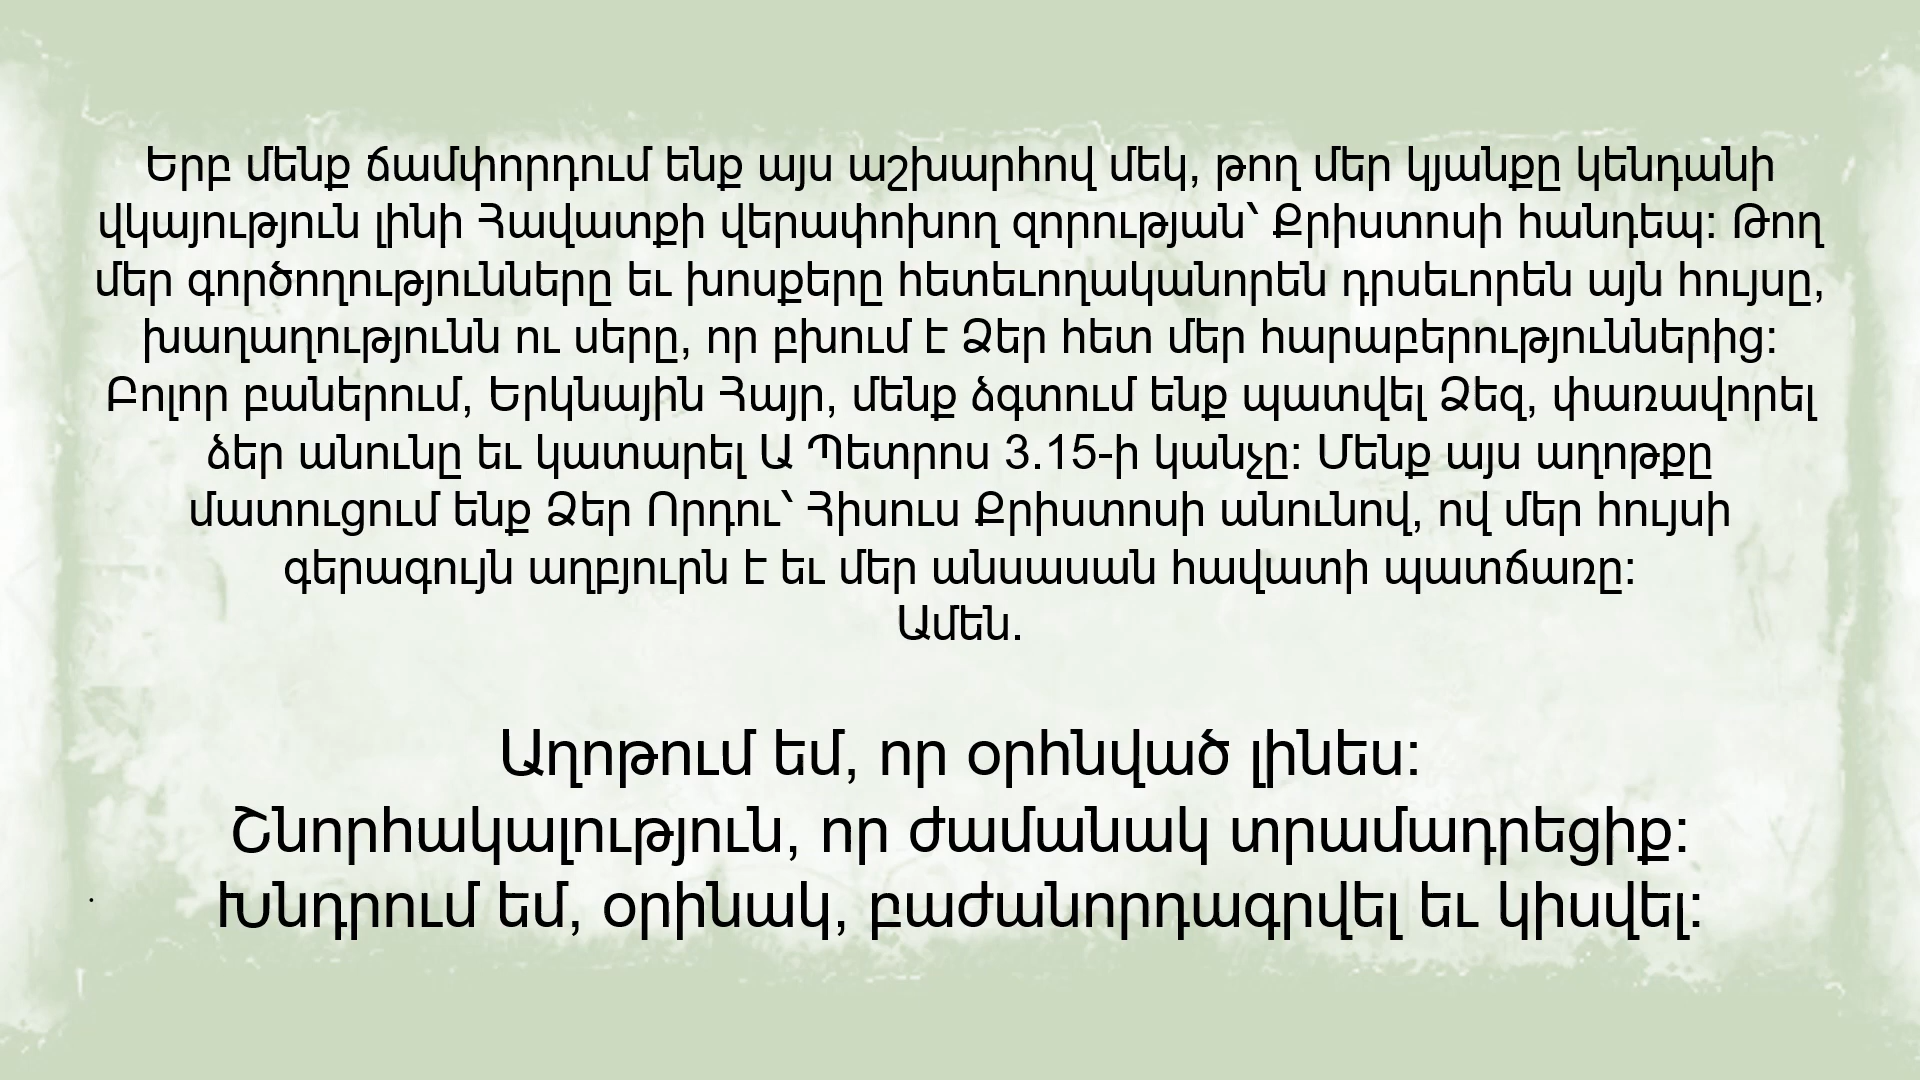 Երբ մենք ճամփորդում ենք այս աշխարհով մեկ, թող մեր կյանքը կենդանի
վկայություն լինի Հավատքի վերափոխող զորության՝ Քրիստոսի հանդեպ: Թող
մեր գործողությունները եւ խոսքերը հետեւողականորեն դրսեւորեն այն հույսը,
խաղաղությունն ու սերը, որ բխում է Ձեր հետ մեր հարաբերություններից:
Բոլոր բաներում, Երկնային Հայր, մենք ձգտում ենք պատվել Ձեզ, փառավորել
ձեր անունը եւ կատարել Ա Պետրոս 3.15-ի կանչը: Մենք այս աղոթքը
մատուցում ենք Ձեր Որդու՝ Հիսուս Քրիստոսի անունով, ով մեր հույսի
գերագույն աղբյուրն է եւ մեր անսասան հավատի պատճառը:
Ամեն.
Աղոթում եմ, որ օրհնված լինես:
Շնորհակալություն, որ ժամանակ տրամադրեցիք:
Խնդրում եմ, օրինակ, բաժանորդագրվել եւ կիսվել: